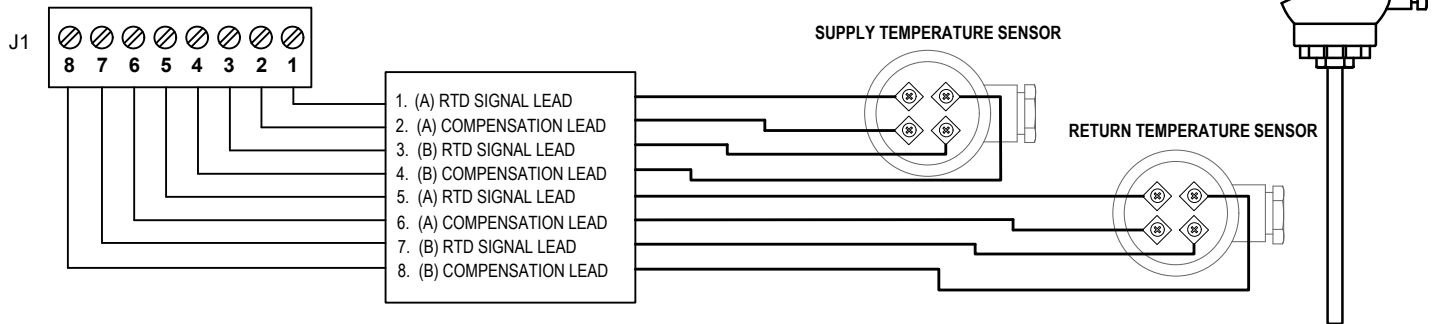 SUPPLY TEMPERATURE SENSOR
J1
8 7 6 5 4 3 2 1
1. (A) RTD SIGNAL LEAD
2. (A) COMPENSATION LEAD
3. (B) RTD SIGNAL LEAD
4. (B) COMPENSATION LEAD
5. (A) RTD SIGNAL LEAD
6. (A) COMPENSATION LEAD
7. (B) RTD SIGNAL LEAD
8. (B) COMPENSATION LEAD
RETURN TEMPERATURE SENSOR